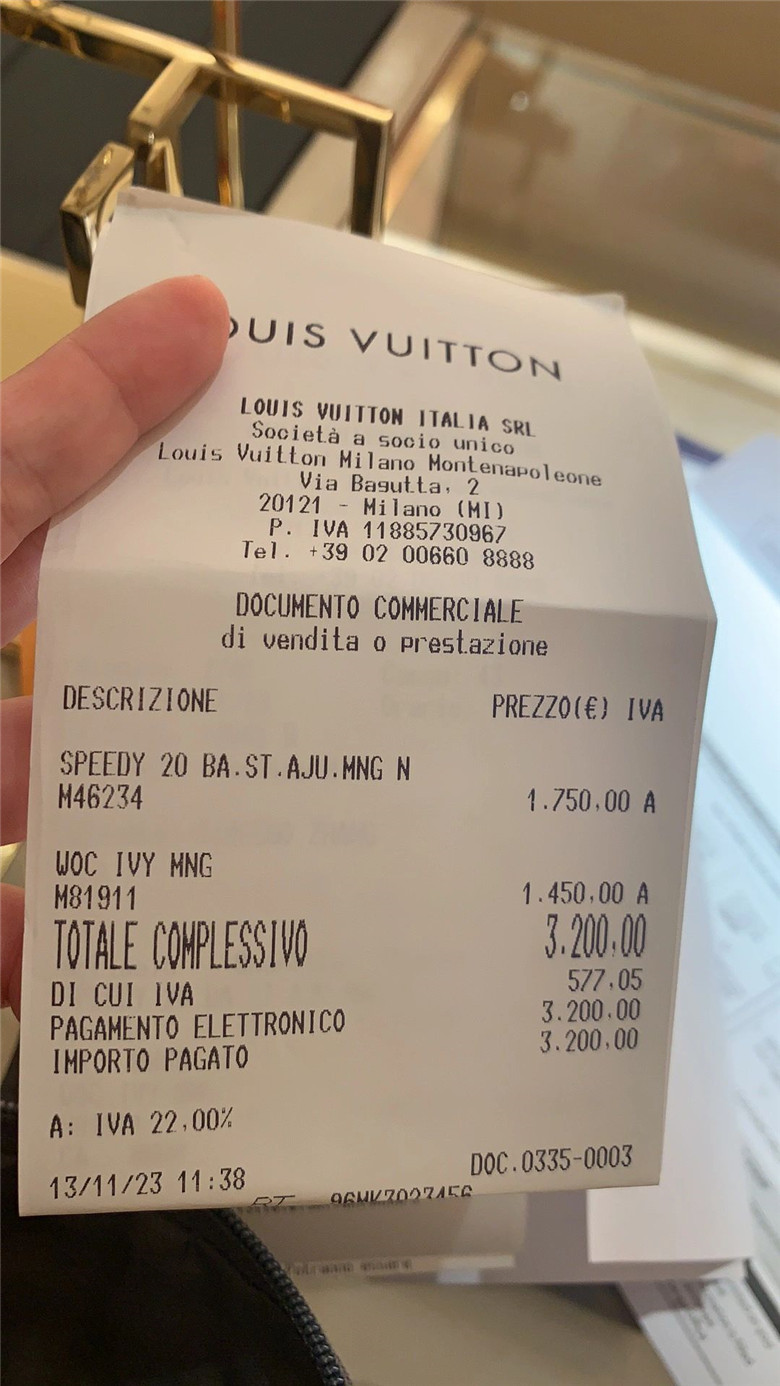 OUIS VUITTON
LOUIS VUITTON ITALIA SRL
Società a socio unico
Louis Vuitton Milano Montenapoleone
Via Bagutta, 2
20121 - Milano (MI)
P. IVA 11885730967
Tel. +39 02 00660 8888
DOCUMENTO COMMERCIALE
di vendita o prestazione
DESCRIZIONE PREZZO(€) IVA
SPEEDY 20 BA.ST.AJU.MNG N
M46234 1.750,00 A
WOC IVY MNG
M81911 1.450,00 A
TOTALE COMPLESSIVO 3.200,00
DI CUI IVA 577,05
PAGAMENTO ELETTRONICO 3.200,00
IMPORTO PAGATO 3.200,00
A: IVA 22,00%
DOC.0335-0003
13/11/23 11:38